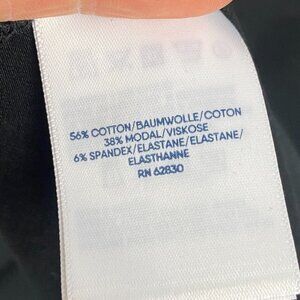 56% COTTON/BAUMWOLLE/COTON
38% MODAL/VISKOSE
6% SPANDEX/ELASTANE/ELASTANE/
ELASTHANNE
RN 62830